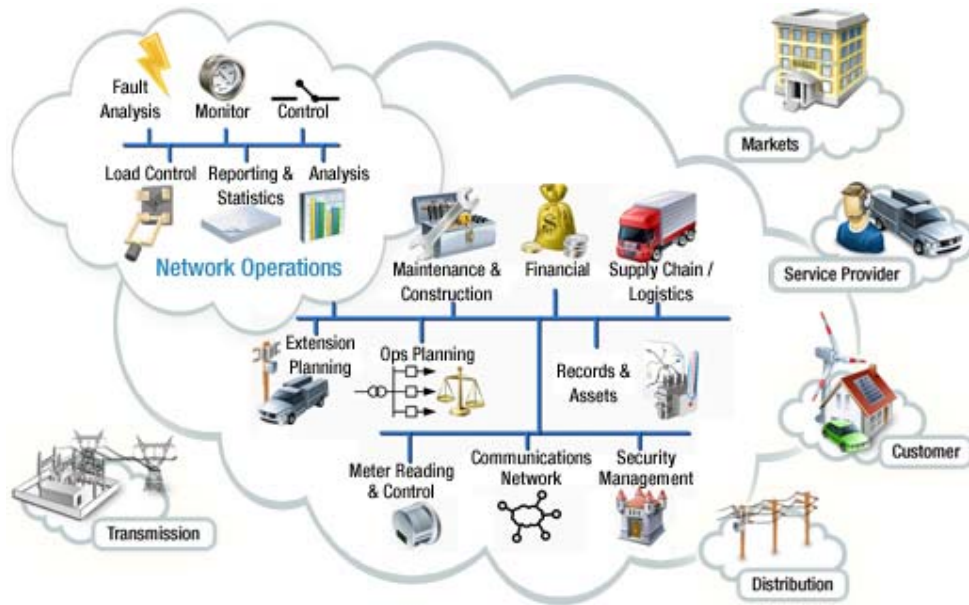 Fault
Analysis
Monitor
Control
Load Control
Reporting &
Statistics
Analysis
Network Operations
Markets
Service Provider
Maintenance &
Construction
Financial
Supply Chain /
Logistics
Extension
Planning
Ops Planning
Records &
Assets
Customer
Meter Reading
& Control
Communications
Network
Security
Management
Transmission
Distribution